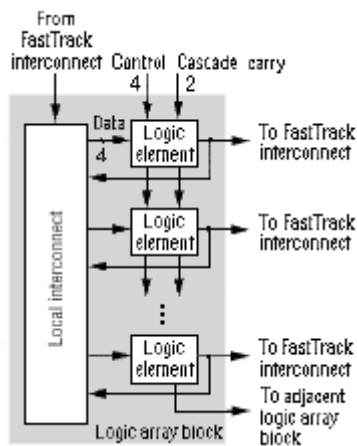 From
FastTrack
interconnect
Control
4
Cascade carry
2
Data
4
Logic
element
To FastTrack
interconnect
Local interconnect
Logic
element
To FastTrack
interconnect
Logic
element
To FastTrack
interconnect
To adjacent
logic array
block
Logic array block